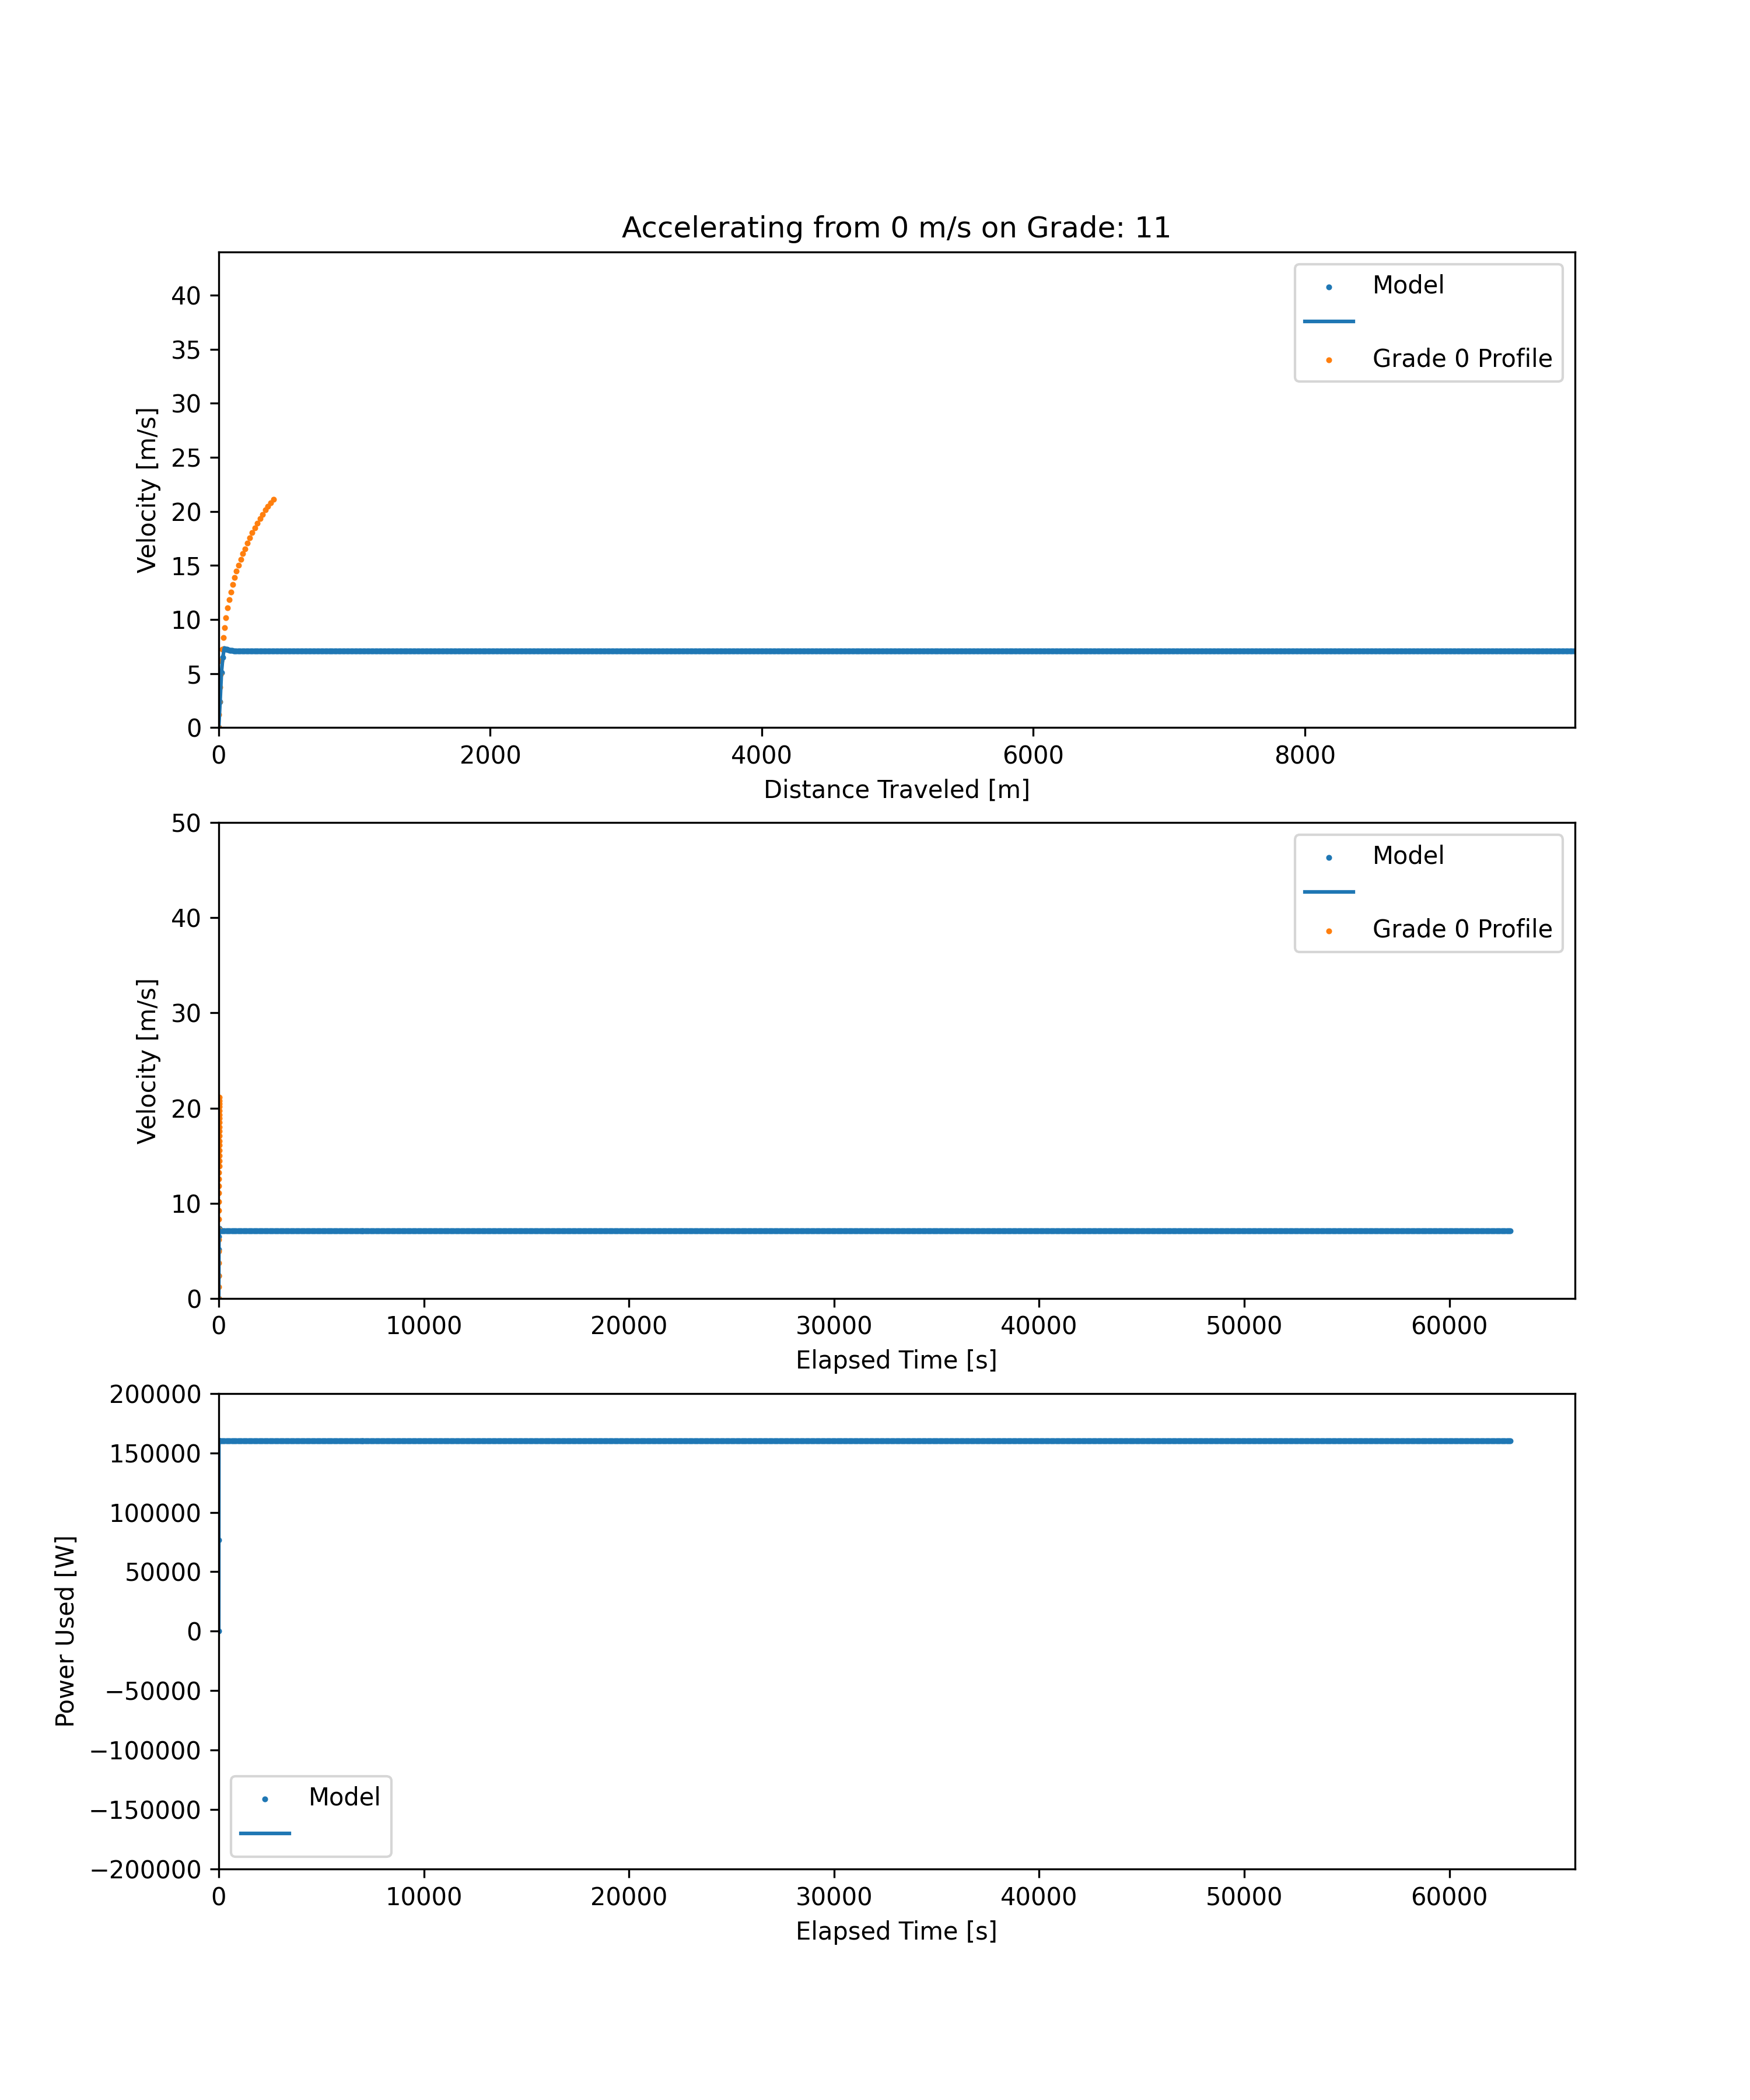 Accelerating from 0 m/s on Grade: 11
40
35
30
25
20
15
10
5
0
Velocity [m/s]
Model
Grade 0 Profile
0 2000 4000 6000 8000
Distance Traveled [m]
50
40
30
20
10
0
Velocity [m/s]
Model
Grade 0 Profile
0 10000 20000 30000 40000 50000 60000
Elapsed Time [s]
200000
150000
100000
50000
0
−50000
−100000
−150000
−200000
Power Used [W]
Model
0 10000 20000 30000 40000 50000 60000
Elapsed Time [s]